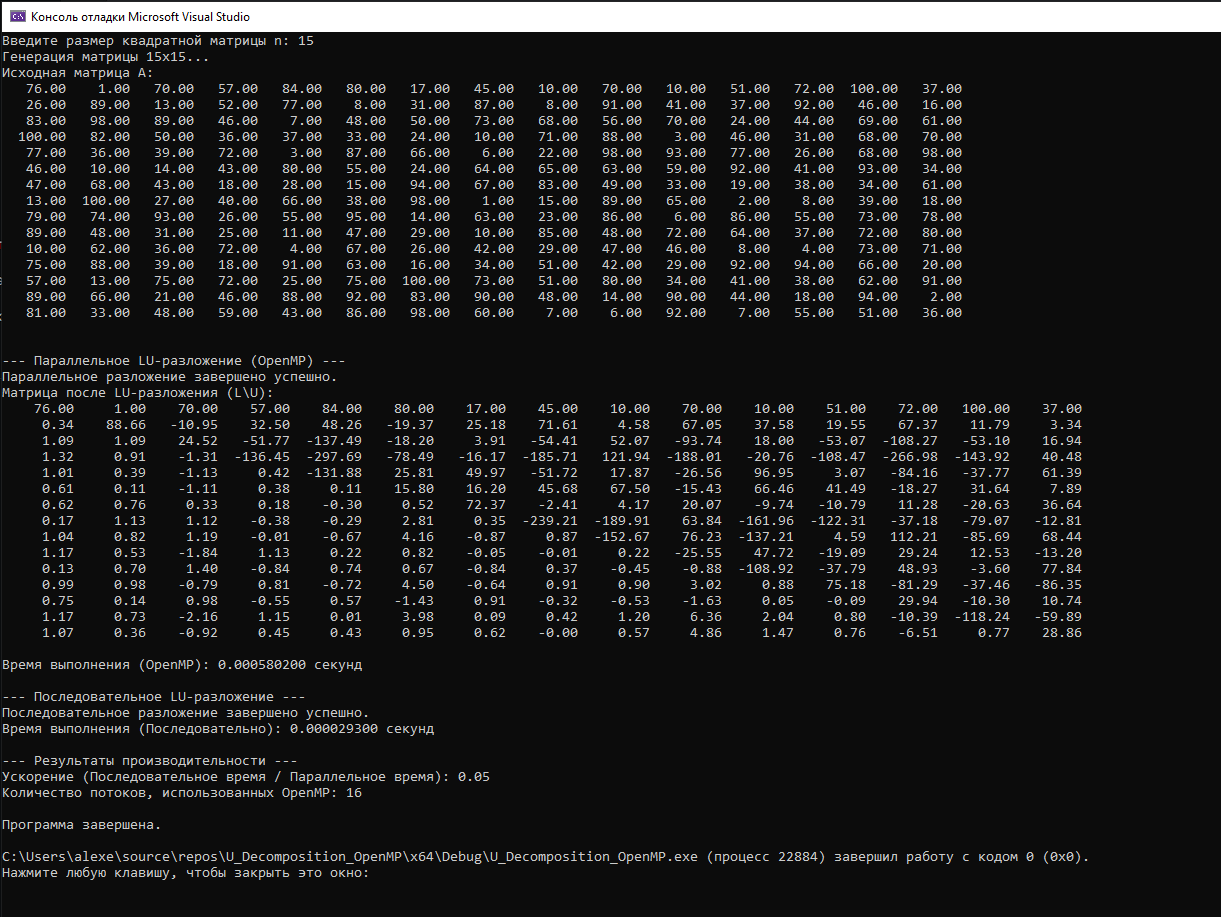 Консоль отладки Microsoft Visual Studio
Введите размер квадратной матрицы n: 15
Генерация матрицы 15x15...
Исходная матрица A:
76.00 1.00 70.00 57.00 84.00 80.00 17.00 45.00 10.00 70.00 10.00 51.00 72.00 100.00 37.00
26.00 89.00 13.00 52.00 77.00 8.00 31.00 87.00 8.00 91.00 41.00 37.00 92.00 46.00 16.00
83.00 98.00 89.00 46.00 7.00 48.00 50.00 73.00 68.00 56.00 70.00 24.00 44.00 69.00 61.00
100.00 82.00 50.00 36.00 37.00 33.00 24.00 10.00 71.00 88.00 3.00 46.00 31.00 68.00 70.00
77.00 36.00 39.00 72.00 3.00 87.00 66.00 6.00 22.00 98.00 93.00 77.00 26.00 68.00 98.00
46.00 10.00 14.00 43.00 80.00 55.00 24.00 64.00 65.00 63.00 59.00 92.00 41.00 93.00 34.00
47.00 68.00 43.00 18.00 28.00 15.00 94.00 67.00 83.00 49.00 33.00 19.00 38.00 34.00 61.00
13.00 100.00 27.00 40.00 66.00 38.00 98.00 1.00 15.00 89.00 65.00 2.00 8.00 39.00 18.00
79.00 74.00 93.00 26.00 55.00 95.00 14.00 63.00 23.00 86.00 6.00 86.00 55.00 73.00 78.00
89.00 48.00 31.00 25.00 11.00 47.00 29.00 10.00 85.00 48.00 72.00 64.00 37.00 72.00 80.00
10.00 62.00 36.00 72.00 4.00 67.00 26.00 42.00 29.00 47.00 46.00 8.00 4.00 73.00 71.00
75.00 88.00 39.00 18.00 91.00 63.00 16.00 34.00 51.00 42.00 29.00 92.00 94.00 66.00 20.00
57.00 13.00 75.00 72.00 25.00 75.00 100.00 73.00 51.00 80.00 34.00 41.00 38.00 62.00 91.00
89.00 66.00 21.00 46.00 88.00 92.00 83.00 90.00 48.00 14.00 90.00 44.00 18.00 94.00 2.00
81.00 33.00 48.00 59.00 43.00 86.00 98.00 60.00 7.00 6.00 92.00 7.00 55.00 51.00 36.00
--- Параллельное LU-разложение (OpenMP) ---
Параллельное разложение завершено успешно.
Матрица после LU-разложения (L\U):
76.00 1.00 70.00 57.00 84.00 80.00 17.00 45.00 10.00 70.00 10.00 51.00 72.00 100.00 37.00
0.34 88.66 -10.95 32.50 48.26 -19.37 25.18 71.61 4.58 67.05 37.58 19.55 67.37 11.79 3.34
1.09 1.09 24.52 -51.77 -137.49 -18.20 3.91 -54.41 52.07 -93.74 18.00 -53.07 -108.27 -53.10 16.94
1.32 0.91 -1.31 -136.45 -297.69 -78.49 -16.17 -185.71 121.94 -188.01 -20.76 -108.47 -266.98 -143.92 40.48
1.01 0.39 -1.13 0.42 -131.88 25.81 49.97 -51.72 17.87 -26.56 96.95 3.07 -84.16 -37.77 61.39
0.61 0.11 -1.11 0.38 0.11 15.80 16.20 45.68 67.50 -15.43 66.46 41.49 -18.27 31.64 7.89
0.62 0.76 0.33 0.18 -0.30 0.52 72.37 -2.41 4.17 20.07 -9.74 -10.79 11.28 -20.63 36.64
0.17 1.13 1.12 -0.38 -0.29 2.81 0.35 -239.21 -189.91 63.84 -161.96 -122.31 -37.18 -79.07 -12.81
1.04 0.82 1.19 -0.01 -0.67 4.16 -0.87 0.87 -152.67 76.23 -137.21 4.59 112.21 -85.69 68.44
1.17 0.53 -1.84 1.13 0.22 0.82 -0.05 -0.01 0.22 -25.55 47.72 -19.09 29.24 12.53 -13.20
0.13 0.70 1.40 -0.84 0.74 0.67 -0.84 0.37 -0.45 -0.88 -108.92 -37.79 48.93 -3.60 77.84
0.99 0.98 -0.79 0.81 -0.72 4.50 -0.64 0.91 0.90 3.02 0.88 75.18 -81.29 -37.46 -86.35
0.75 0.14 0.98 -0.55 0.57 -1.43 0.91 -0.32 -0.53 -1.63 0.05 -0.09 29.94 -10.30 10.74
1.17 0.73 -2.16 1.15 0.01 3.98 0.09 0.42 1.20 6.36 2.04 0.80 -10.39 -118.24 -59.89
1.07 0.36 -0.92 0.45 0.43 0.95 0.62 -0.00 0.57 4.86 1.47 0.76 -6.51 0.77 28.86
Время выполнения (OpenMP): 0.000580200 секунд
--- Последовательное LU-разложение ---
Последовательное разложение завершено успешно.
Время выполнения (Последовательно): 0.000029300 секунд
--- Результаты производительности ---
Ускорение (Последовательное время / Параллельное время): 0.05
Количество потоков, использованных OpenMP: 16
Программа завершена.
C:\Users\alexe\source\repos\U_Decomposition_OpenMP\x64\Debug\U_Decomposition_OpenMP.exe (процесс 22884) завершил работу с кодом 0 (0x0).
Нажмите любую клавишу, чтобы закрыть это окно: